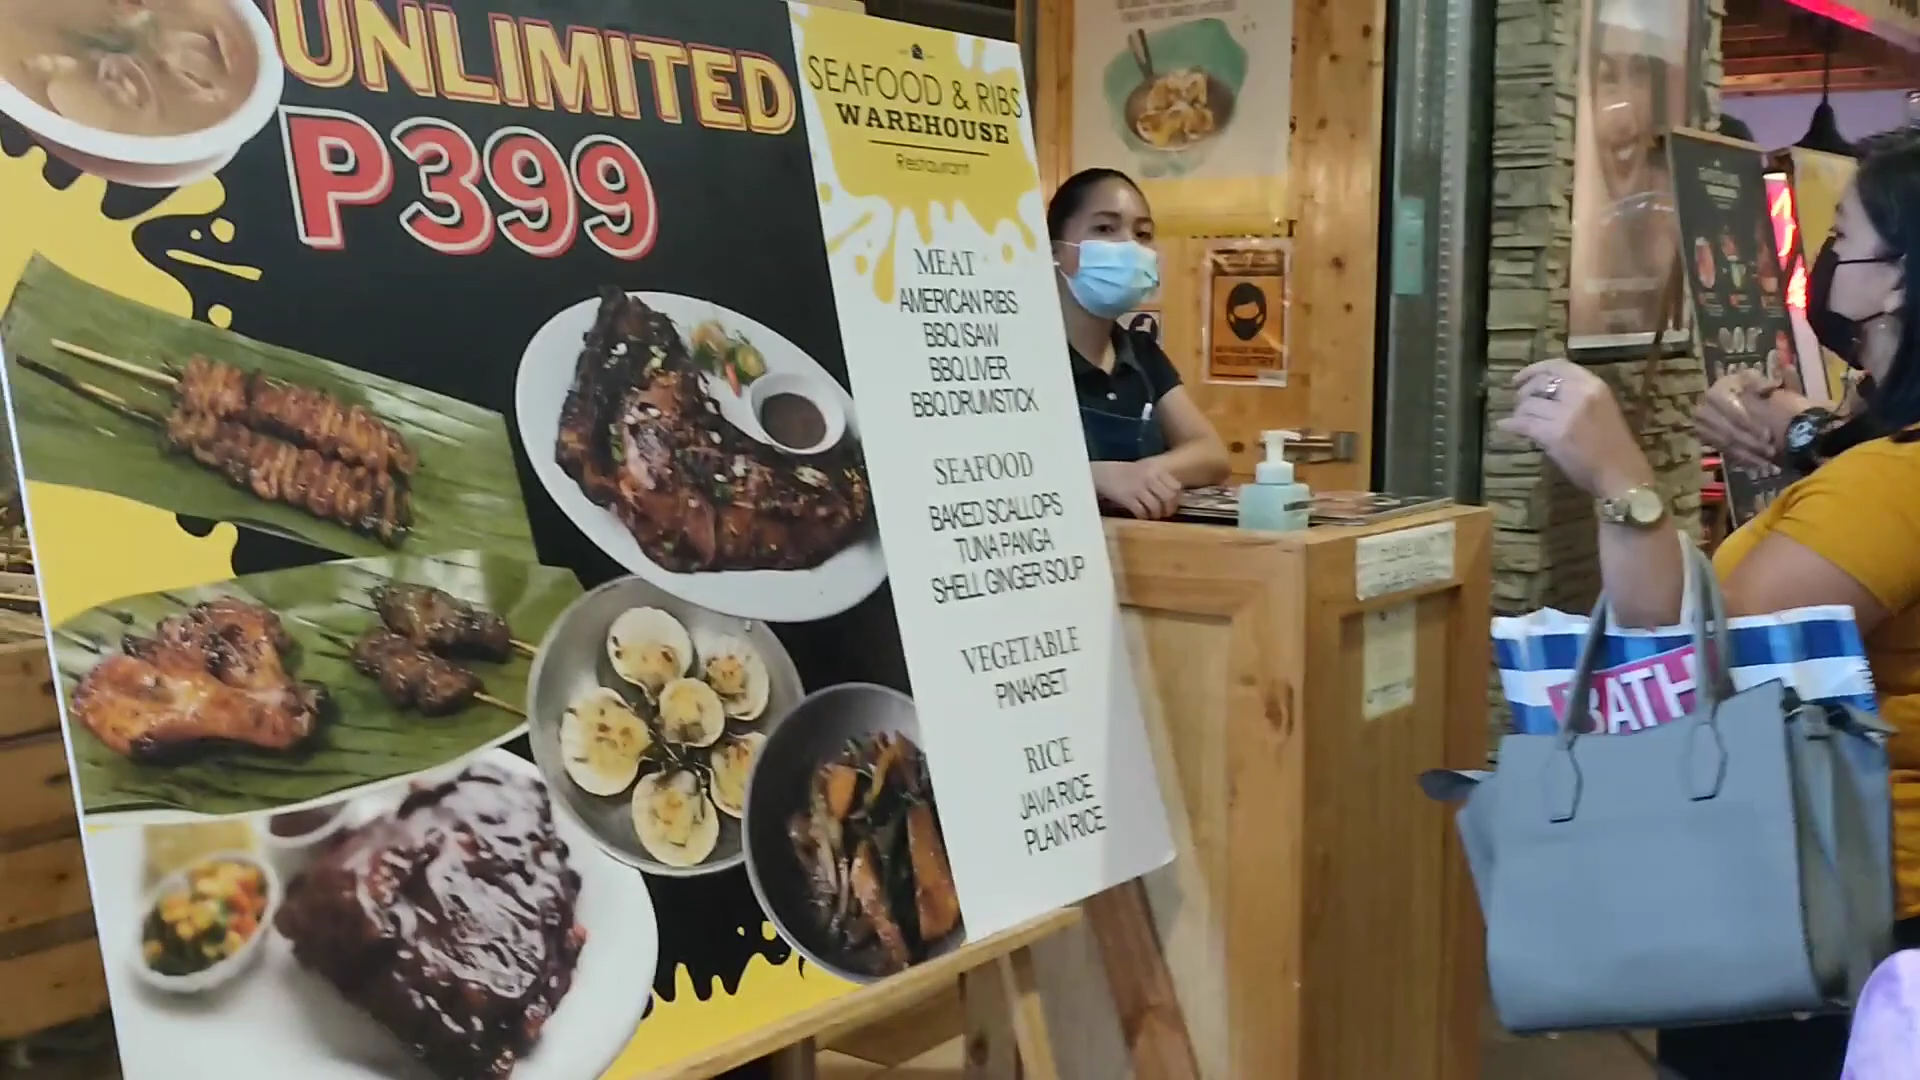 UNLIMITED
P399
SEAFOOD & RIBS
WAREHOUSE
Restaurant
MEAT
AMERICAN RIBS
BBQ ISAW
BBQ LIVER
BBQ DRUMSTICK
SEAFOOD
BAKED SCALLOPS
TUNA PANGA
SHELL GINGER SOUP
VEGETABLE
PINAKBET
RICE
JAVA RICE
PLAIN RICE
BATH